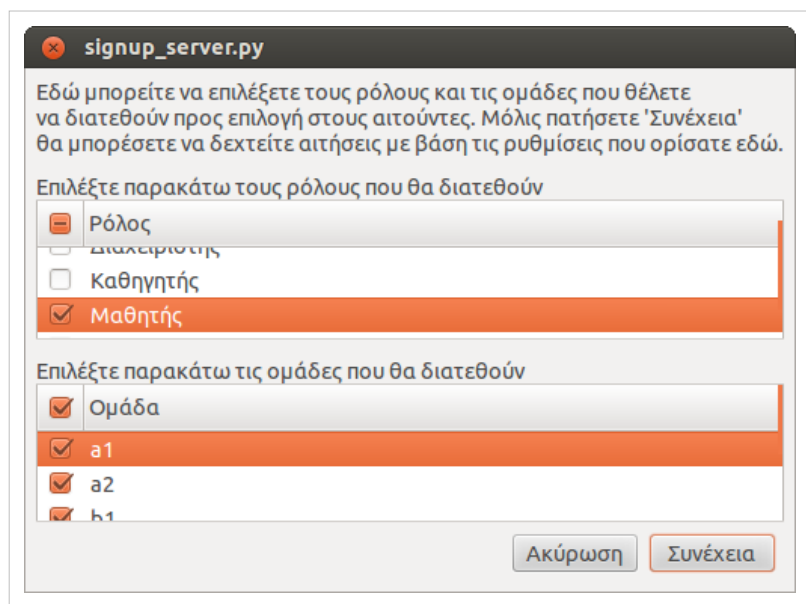 signup_server.py
Εδώ μπορείτε να επιλέξετε τους ρόλους και τις ομάδες που θέλετε
να διατεθούν προς επιλογή στους αιτούντες. Μόλις πατήσετε 'Συνέχεια'
θα μπορέσετε να δεχτείτε αιτήσεις με βάση τις ρυθμίσεις που ορίσατε εδώ.
Επιλέξτε παρακάτω τους ρόλους που θα διατεθούν
Ρόλος
Διαχειριστής
Καθηγητής
Μαθητής
Επιλέξτε παρακάτω τις ομάδες που θα διατεθούν
Ομάδα
a1
a2
b1
Ακύρωση Συνέχεια